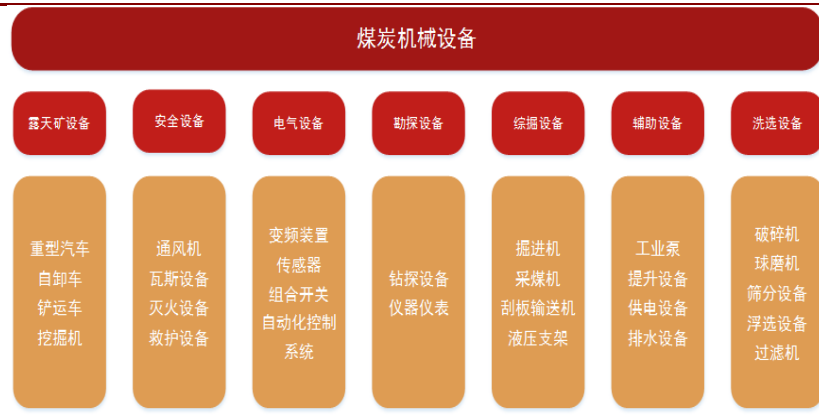 煤炭机械设备
露天矿设备
安全设备
电气设备
勘探设备
综掘设备
辅助设备
洗选设备
重型汽车
自卸车
铲运车
挖掘机
通风机
瓦斯设备
灭火设备
救护设备
变频装置
传感器
组合开关
自动化控制
系统
钻探设备
仪器仪表
掘进机
采煤机
刮板输送机
液压支架
工业泵
提升设备
供电设备
排水设备
破碎机
球磨机
筛分设备
浮选设备
过滤机